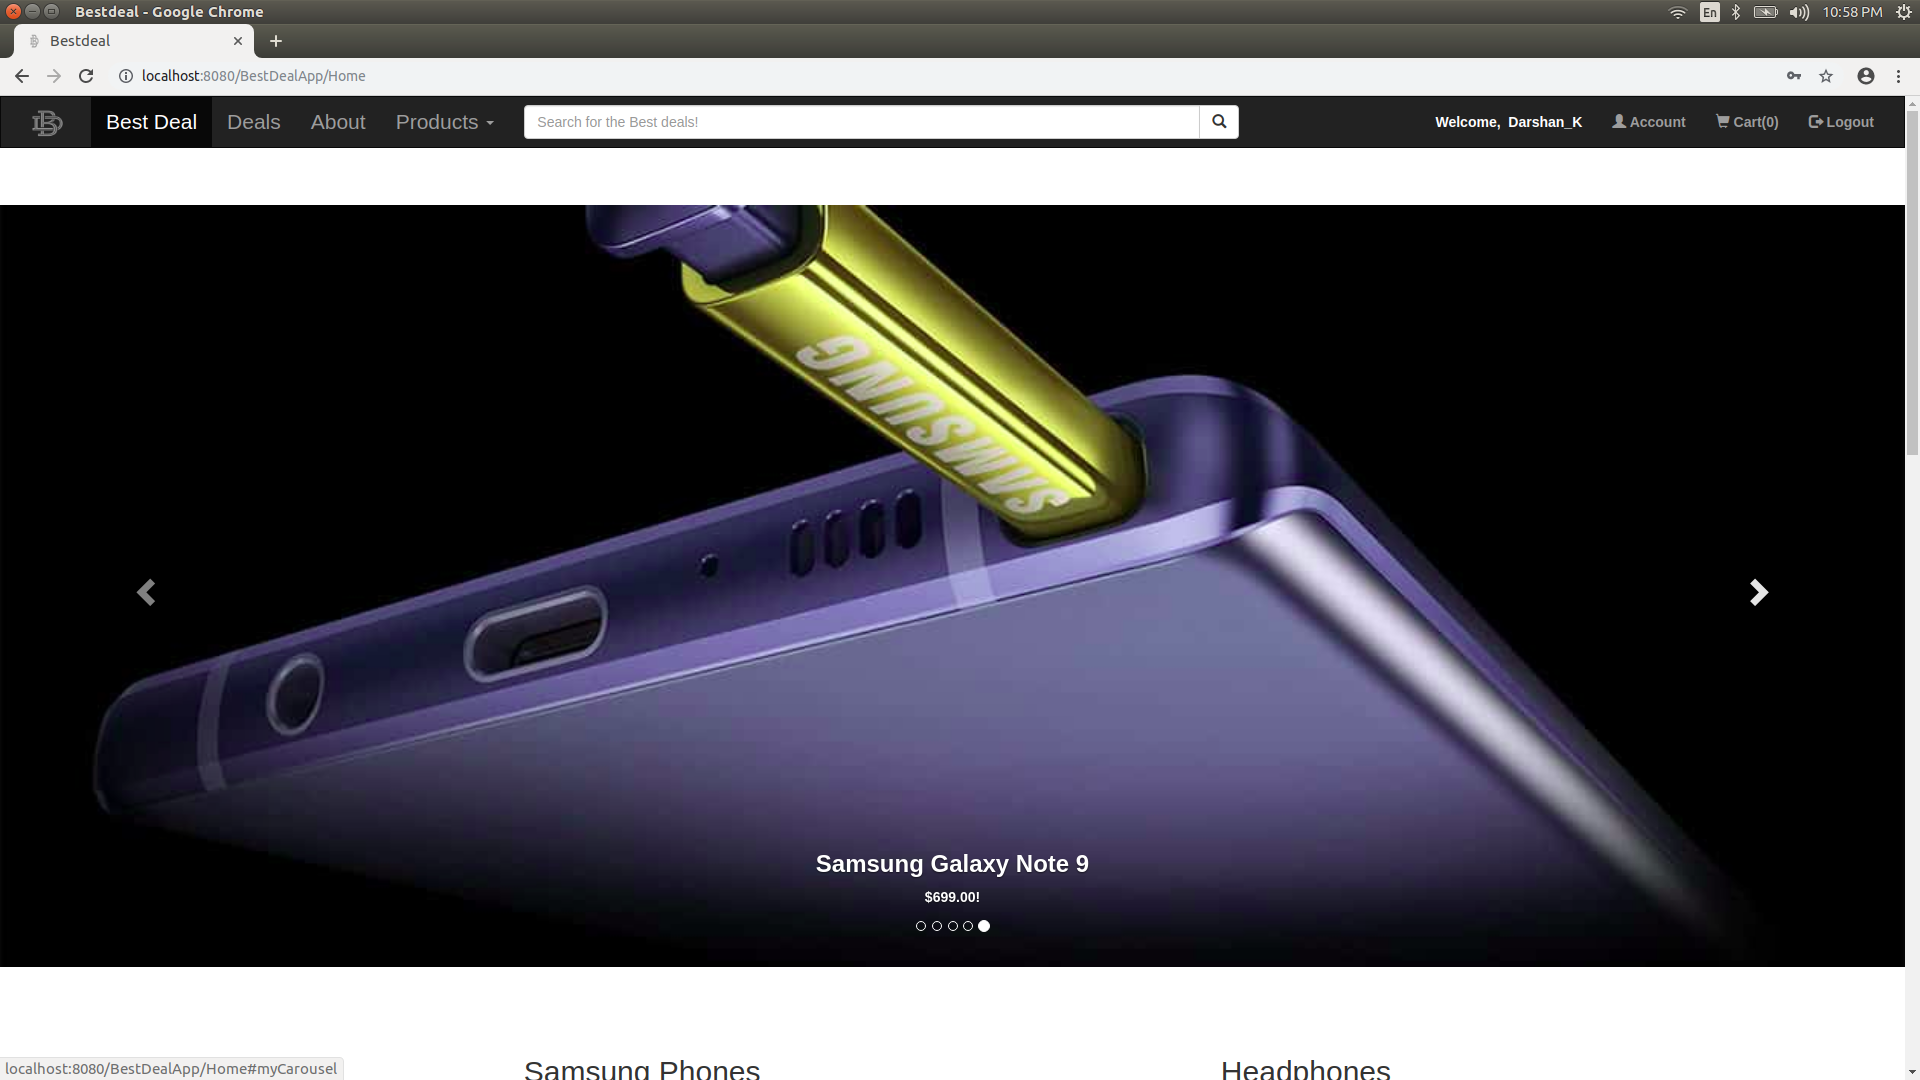 Bestdeal - Google Chrome
En
10:58 PM
Bestdeal
localhost:8080/BestDealApp/Home
Best Deal
Deals
About
Products
Search for the Best deals!
Welcome, Darshan_K
Account
Cart(0)
Logout
SAMSUNG
Samsung Galaxy Note 9
$699.00!
Samsung Phones
Headphones
localhost:8080/BestDealApp/Home#myCarousel